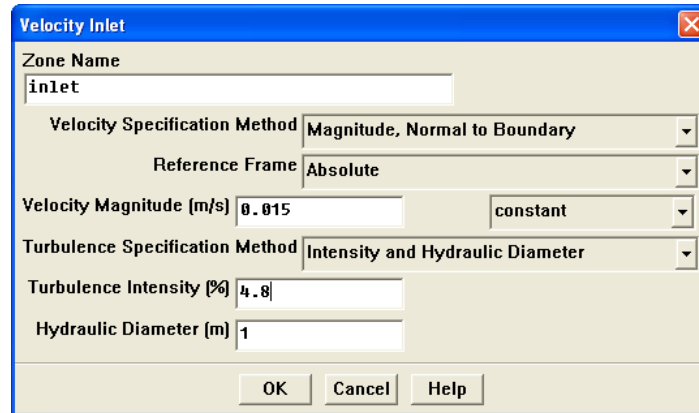 Velocity Inlet
Zone Name
inlet
Velocity Specification Method Magnitude, Normal to Boundary
Reference Frame Absolute
Velocity Magnitude (m/s) 0.015 constant
Turbulence Specification Method Intensity and Hydraulic Diameter
Turbulence Intensity (%) 4.8
Hydraulic Diameter (m) 1
OK Cancel Help